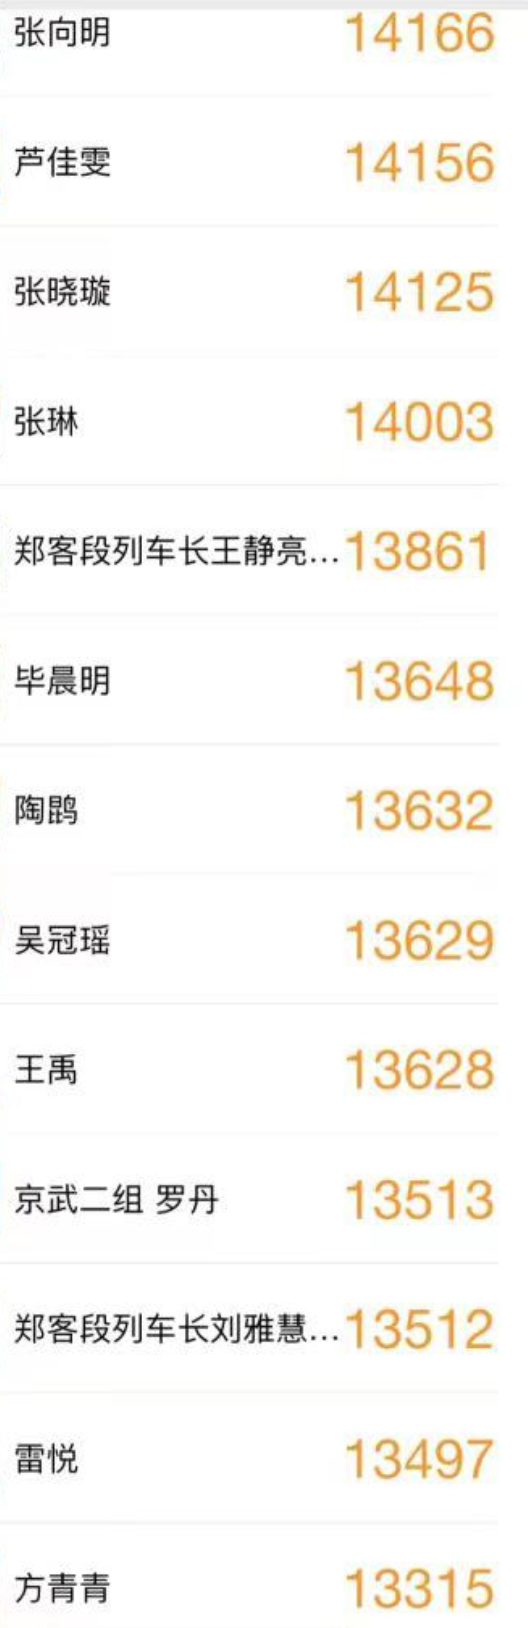 张向明 14166
芦佳雯 14156
张晓璇 14125
张琳 14003
郑客段列车长王静亮... 13861
毕晨明 13648
陶鹍 13632
吴冠瑶 13629
王禹 13628
京武二组 罗丹 13513
郑客段列车长刘雅慧... 13512
雷悦 13497
方青青 13315